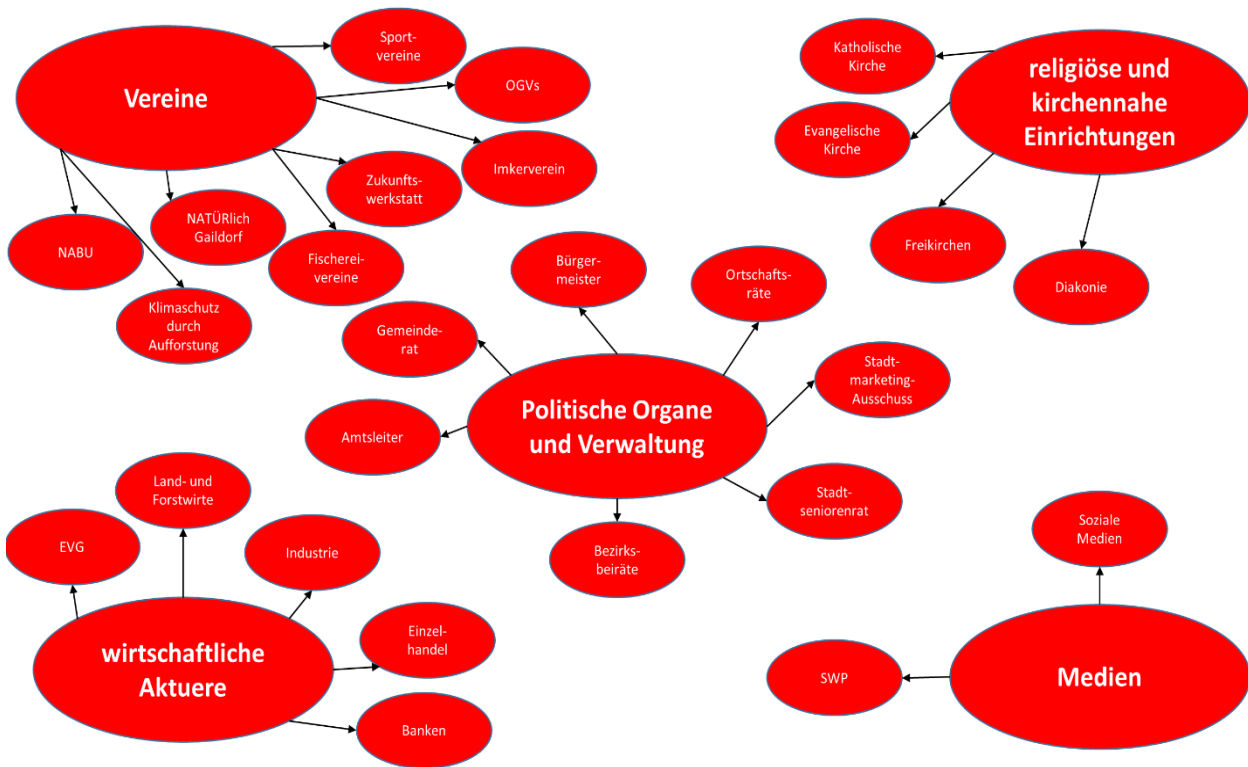 Vereine
Sport-
vereine
OGVs
Imkerverein
Zukunfts-
werkstatt
Fischerei-
vereine
NATÜRlich
Gaildorf
NABU
Klimaschutz
durch
Aufforstung
religiöse und
kirchennahe
Einrichtungen
Katholische
Kirche
Evangelische
Kirche
Freikirchen
Diakonie
Politische Organe
und Verwaltung
Bürger-
meister
Ortschafts-
räte
Gemeinde-
rat
Stadt-
marketing-
Ausschuss
Amtsleiter
Stadt-
seniorenrat
Bezirks-
beiräte
wirtschaftliche
Aktuere
Land- und
Forstwirte
EVG
Industrie
Einzel-
handel
Banken
Medien
Soziale
Medien
SWP